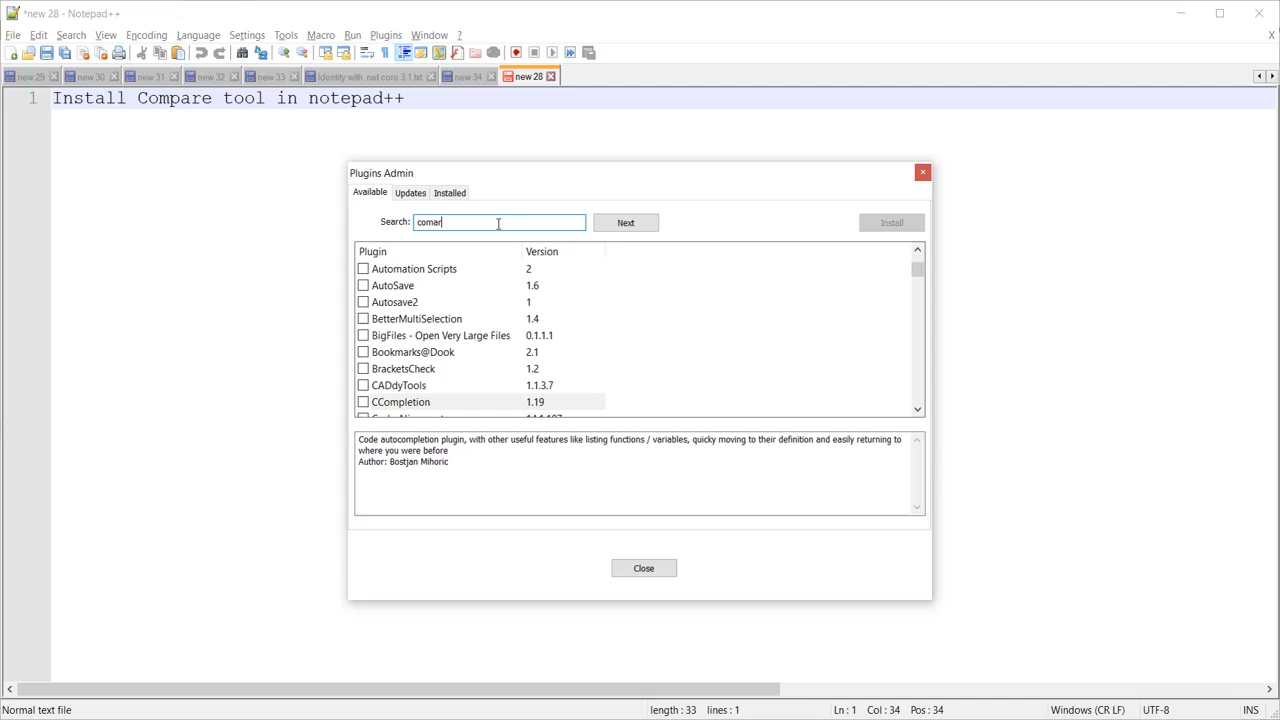 *new 28 - Notepad++
File Edit Search View Encoding Language Settings Tools Macro Run Plugins Window ? X
new 29 new 30 new 31 new 32 new 33 Identity with .net core 3.1.txt new 34 new 28
1 Install Compare tool in notepad++
Plugins Admin
Available Updates Installed
Search: comar Next Install
Plugin Version
Automation Scripts 2
AutoSave 1.6
Autosave2 1
BetterMultiSelection 1.4
BigFiles - Open Very Large Files 0.1.1.1
Bookmarks@Dook 2.1
BracketsCheck 1.2
CADdyTools 1.1.3.7
CCompletion 1.19
Code autocompletion plugin, with other useful features like listing functions / variables, quicky moving to their definition and easily returning to
where you were before
Author: Bostjan Mihoric
Close
Normal text file length : 33 lines : 1 Ln : 1 Col : 34 Pos : 34 Windows (CR LF) UTF-8 INS